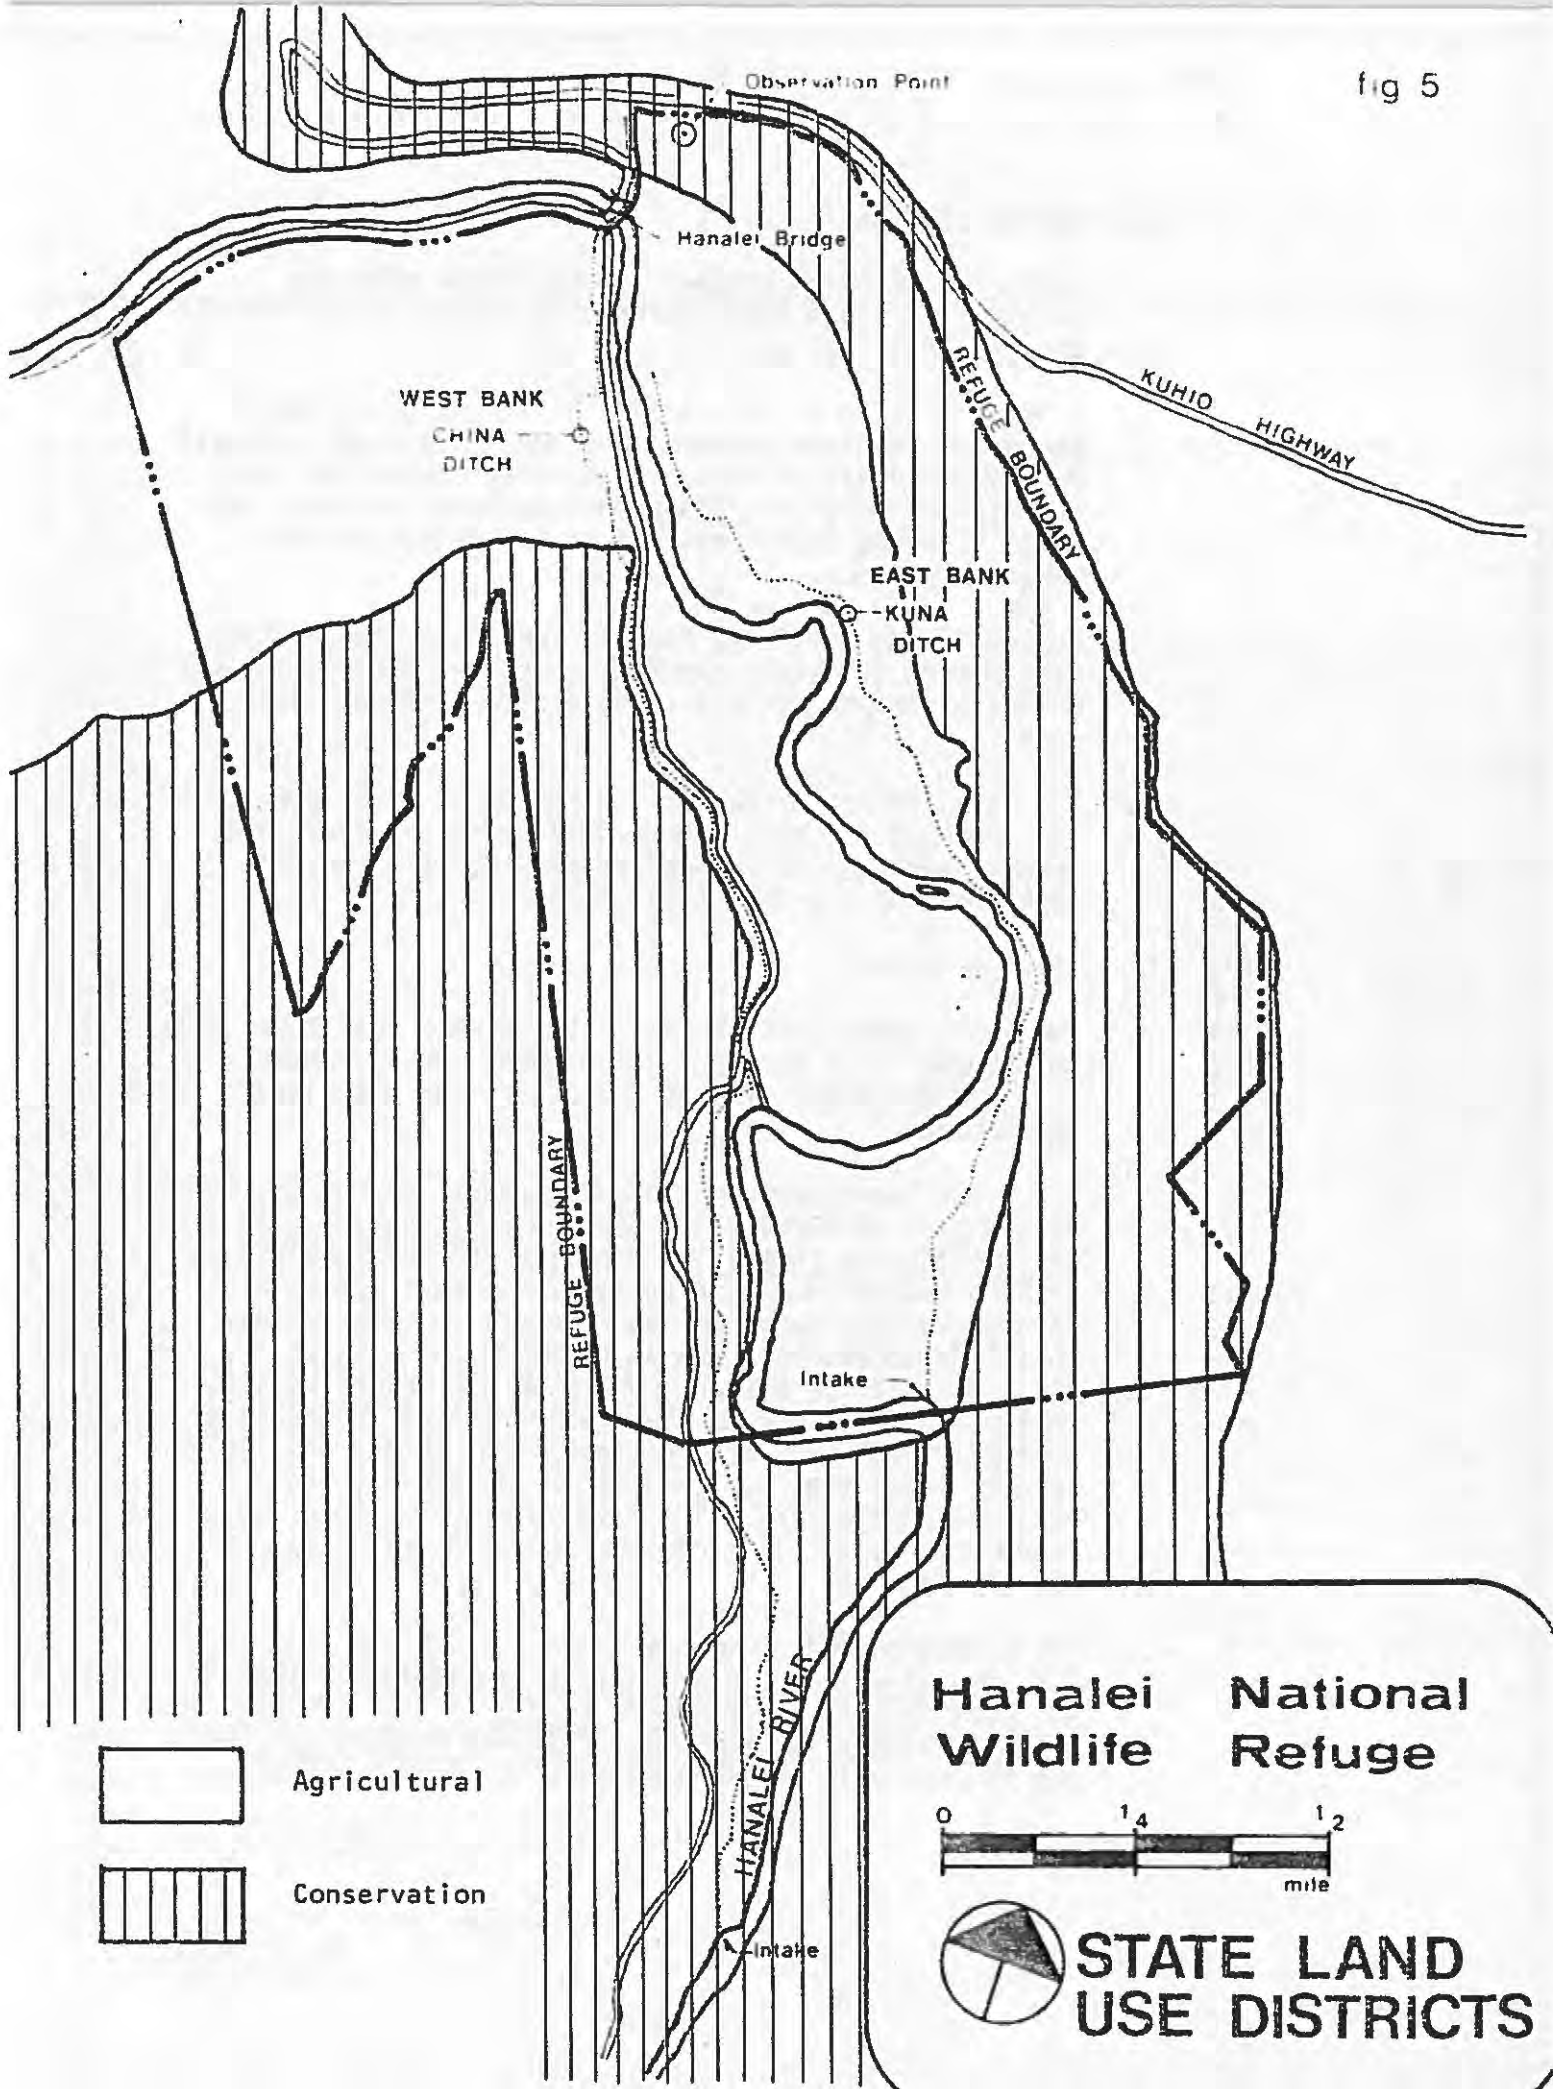 fig 5
Observation Point
Hanalei Bridge
KUHIO HIGHWAY
REFUGE BOUNDARY
WEST BANK
CHINA
DITCH
EAST BANK
KUNA
DITCH
REFUGE BOUNDARY
Intake
HANALEI RIVER
Intake
Agricultural
Conservation
Hanalei National
Wildlife Refuge
0 1 4 1 2
mile
STATE LAND
USE DISTRICTS